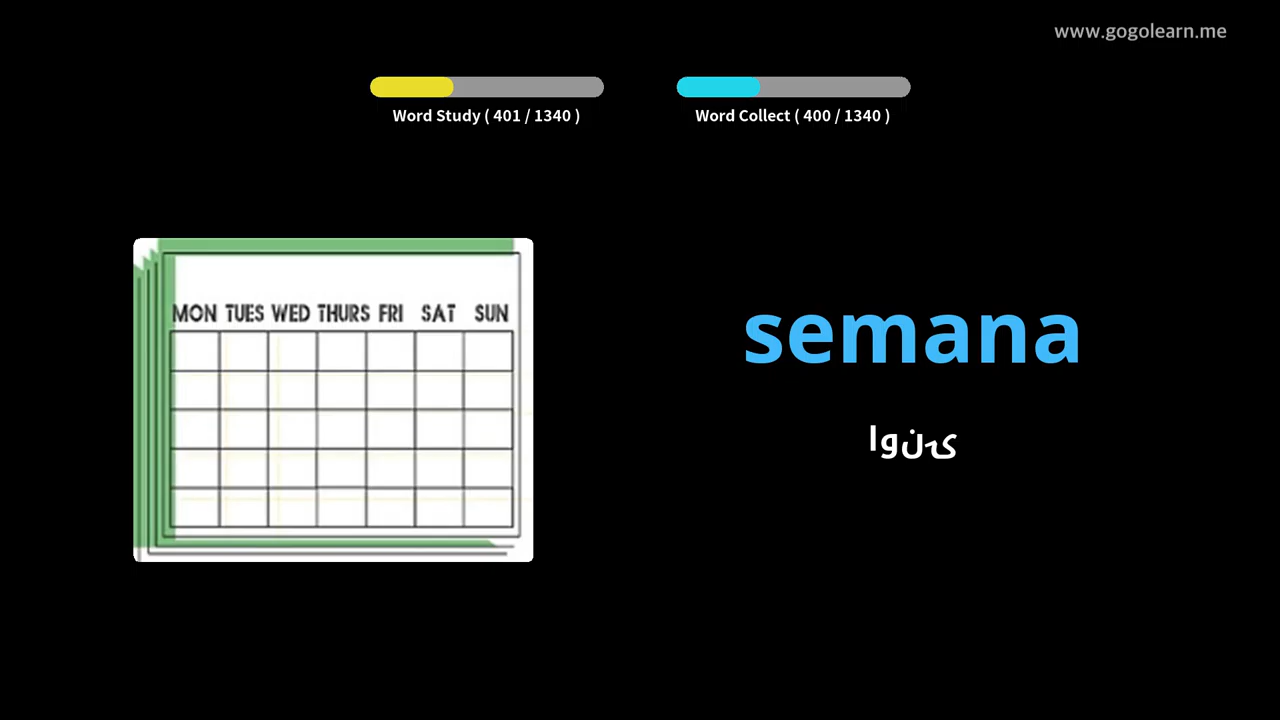 www.gogolearn.me
Word Study ( 401 / 1340 )
Word Collect ( 400 / 1340 )
MON TUES WED THURS FRI SAT SUN
semana
اونۍ